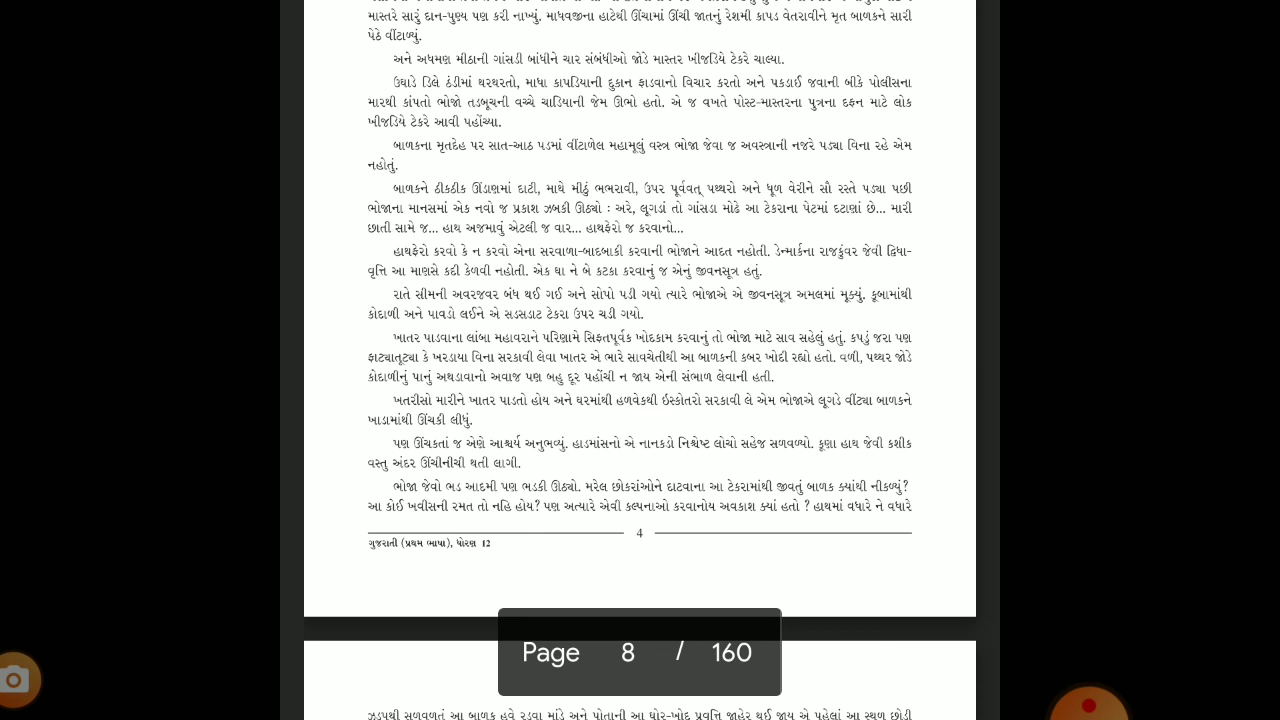 માસ્તરે સારું દાન-પુણ્ય પણ કરી નાખ્યું. માધવજીના હાટેથી ઊંચામાં ઊંચી જાતનું રેશમી કાપડ વેતરાવીને મૃત બાળકને સારી
પેઠે વીંટાળ્યું.
અને અધમણ મીઠાની ગાંસડી બાંધીને ચાર સંબંધીઓ જોડે માસ્તર ખીજડિયે ટેકરે ચાલ્યા.
ઉઘાડે ડિલે ઠંડીમાં થરથરતો, માધા કાપડિયાની દુકાન ફાડવાનો વિચાર કરતો અને પકડાઈ જવાની બીકે પોલીસના
મારથી કાંપતો ભોજો તડબૂચની વચ્ચે ચાડિયાની જેમ ઊભો હતો. એ જ વખતે પોસ્ટ-માસ્તરના પુત્રના દફન માટે લોક
ખીજડિયે ટેકરે આવી પહોંચ્યા.
બાળકના મૃતદેહ પર સાત-આઠ પડમાં વીંટાળેલ મહામૂલું વસ્ત્ર ભોજા જેવા જ અવસ્ત્રાની નજરે પડ્યા વિના રહે એમ
નહોતું.
બાળકને ઠીકઠીક ઊંડાણમાં દાટી, માથે મીઠું ભભરાવી, ઉપર પૂર્વવત્ પથ્થરો અને ધૂળ વેરીને સૌ રસ્તે પડ્યા પછી
ભોજાના માનસમાં એક નવો જ પ્રકાશ ઝબકી ઊઠ્યો : અરે, લૂગડાં તો ગાંસડા મોઢે આ ટેકરાના પેટમાં દટાણાં છે... મારી
છાતી સામે જ... હાથ અજમાવું એટલી જ વાર... હાથફેરો જ કરવાનો...
હાથફેરો કરવો કે ન કરવો એના સરવાળા-બાદબાકી કરવાની ભોજાને આદત નહોતી. ડેન્માર્કના રાજકુંવર જેવી દ્વિધા-
વૃત્તિ આ માણસે કદી કેળવી નહોતી. એક ઘા ને બે કટકા કરવાનું જ એનું જીવનસૂત્ર હતું.
રાતે સીમની અવરજવર બંધ થઈ ગઈ અને સોપો પડી ગયો ત્યારે ભોજાએ એ જીવનસૂત્ર અમલમાં મૂક્યું. કૂબામાંથી
કોદાળી અને પાવડો લઈને એ સડસડાટ ટેકરા ઉપર ચડી ગયો.
ખાતર પાડવાના લાંબા મહાવરાને પરિણામે સિફતપૂર્વક ખોદકામ કરવાનું તો ભોજા માટે સાવ સહેલું હતું. કપડું જરા પણ
ફાટ્યાતૂટ્યા કે ખરડાયા વિના સરકાવી લેવા ખાતર એ ભારે સાવચેતીથી આ બાળકની કબર ખોદી રહ્યો હતો. વળી, પથ્થર જોડે
કોદાળીનું પાનું અથડાવાનો અવાજ પણ બહુ દૂર પહોંચી ન જાય એની સંભાળ લેવાની હતી.
ખતરીસો મારીને ખાતર પાડતો હોય અને ઘરમાંથી હળવેકથી ઇસ્કોતરો સરકાવી લે એમ ભોજાએ લૂગડે વીંટ્યા બાળકને
ખાડામાંથી ઊંચકી લીધું.
પણ ઊંચકતાં જ એણે આશ્ચર્ય અનુભવ્યું. હાડમાંસનો એ નાનકડો નિશ્ચેષ્ટ લોચો સહેજ સળવળ્યો. કૂણા હાથ જેવી કશીક
વસ્તુ અંદર ઊંચીનીચી થતી લાગી.
ભોજા જેવો ભડ આદમી પણ ભડકી ઊઠ્યો. મરેલ છોકરાંઓને દાટવાના આ ટેકરામાંથી જીવતું બાળક ક્યાંથી નીકળ્યું?
આ કોઈ ખવીસની રમત તો નહિ હોય? પણ અત્યારે એવી કલ્પનાઓ કરવાનોય અવકાશ ક્યાં હતો ? હાથમાં વધારે ને વધારે
4
ગુજરાતી (પ્રથમ ભાષા), ધોરણ 12
Page 8 / 160
ઝડપથી સળવળતું આ બાળક હવે રડવા માંડે અને પોતાની આ ઘોર-ખોદ પ્રવૃત્તિ જાહેર થઈ જાય એ પહેલાં આ સ્થળ છોડી